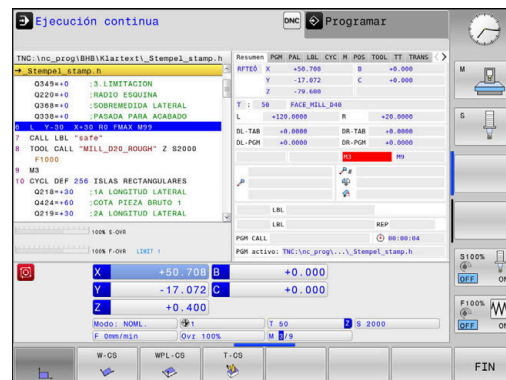 Ejecución continua
DNC
Programar
TNC:\nc_prog\BHB\Klartext\_Stempel_stamp.h
→_Stempel_stamp.h
Q349=+0 ;3.LIMITACION
Q220=+0 ;RADIO ESQUINA
Q368=+0 ;SOBREMEDIDA LATERAL
Q338=+0 ;PASADA PARA ACABADO
6 L Y-30 X+30 R0 FMAX M99
7 CALL LBL "safe"
8 TOOL CALL "MILL_D20_ROUGH" Z S2000
F1000
9 M3
10 CYCL DEF 256 ISLAS RECTANGULARES
Q218=+30 ;1A LONGITUD LATERAL
Q424=+60 ;COTA PIEZA BRUTO 1
Q219=+30 ;2A LONGITUD LATERAL
100% S-OVR
100% F-OVR LIMIT 1
Resumen PGM PAL LBL CYC M POS TOOL TT TRANS
RFTEÓ X +50.708 B +0.000
Y -17.072 C +0.000
Z -79.600
T : 50 FACE_MILL_D40
L +120.0000 R +20.0000
DL-TAB +0.0000 DR-TAB +0.0000
DL-PGM +0.0000 DR-PGM +0.0000
M3 M9
LBL
LBL REP
PGM CALL 00:00:04
PGM activo: TNC:\nc_prog\...\_Stempel_stamp.h
X +50.708 B +0.000
Y -17.072 C +0.000
Z +0.400
Modo: NOML. 1 T 50 Z S 2000
F 0mm/min Ovr 100% M 3/9
W-CS WPL-CS T-CS
FIN
M
S
S100%
OFF ON
F100%
OFF ON